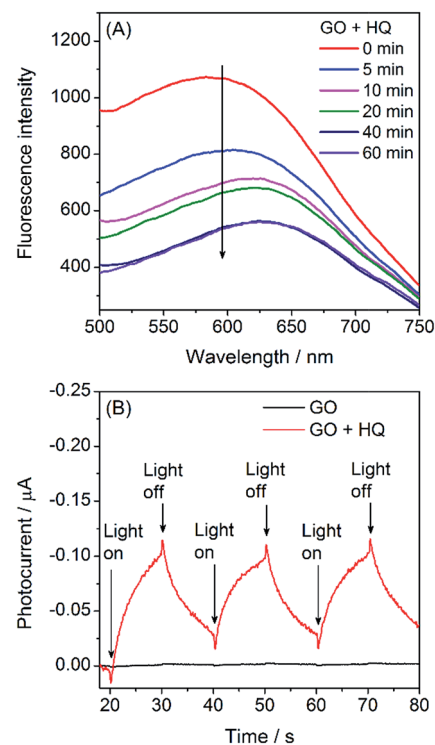 (A)
GO + HQ
0 min
5 min
10 min
20 min
40 min
60 min
1200
1000
800
600
400
Fluorescence intensity
500 550 600 650 700 750
Wavelength / nm
(B)
GO
GO + HQ
-0.25
-0.20
-0.15
-0.10
-0.05
0.00
Photocurrent / μA
Light
off
Light
off
Light
off
Light
on
Light
on
Light
on
20 30 40 50 60 70 80
Time / s